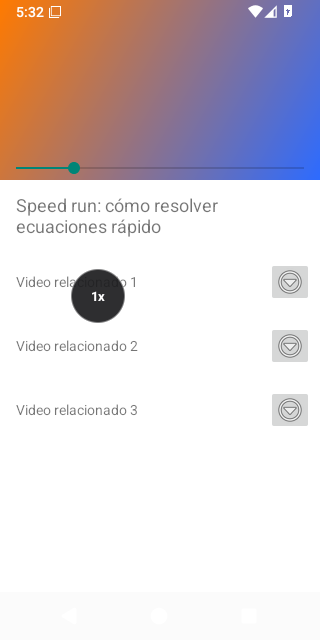 5:32
Speed run: cómo resolver
ecuaciones rápido
Video relacionado 1
1x
Video relacionado 2
Video relacionado 3